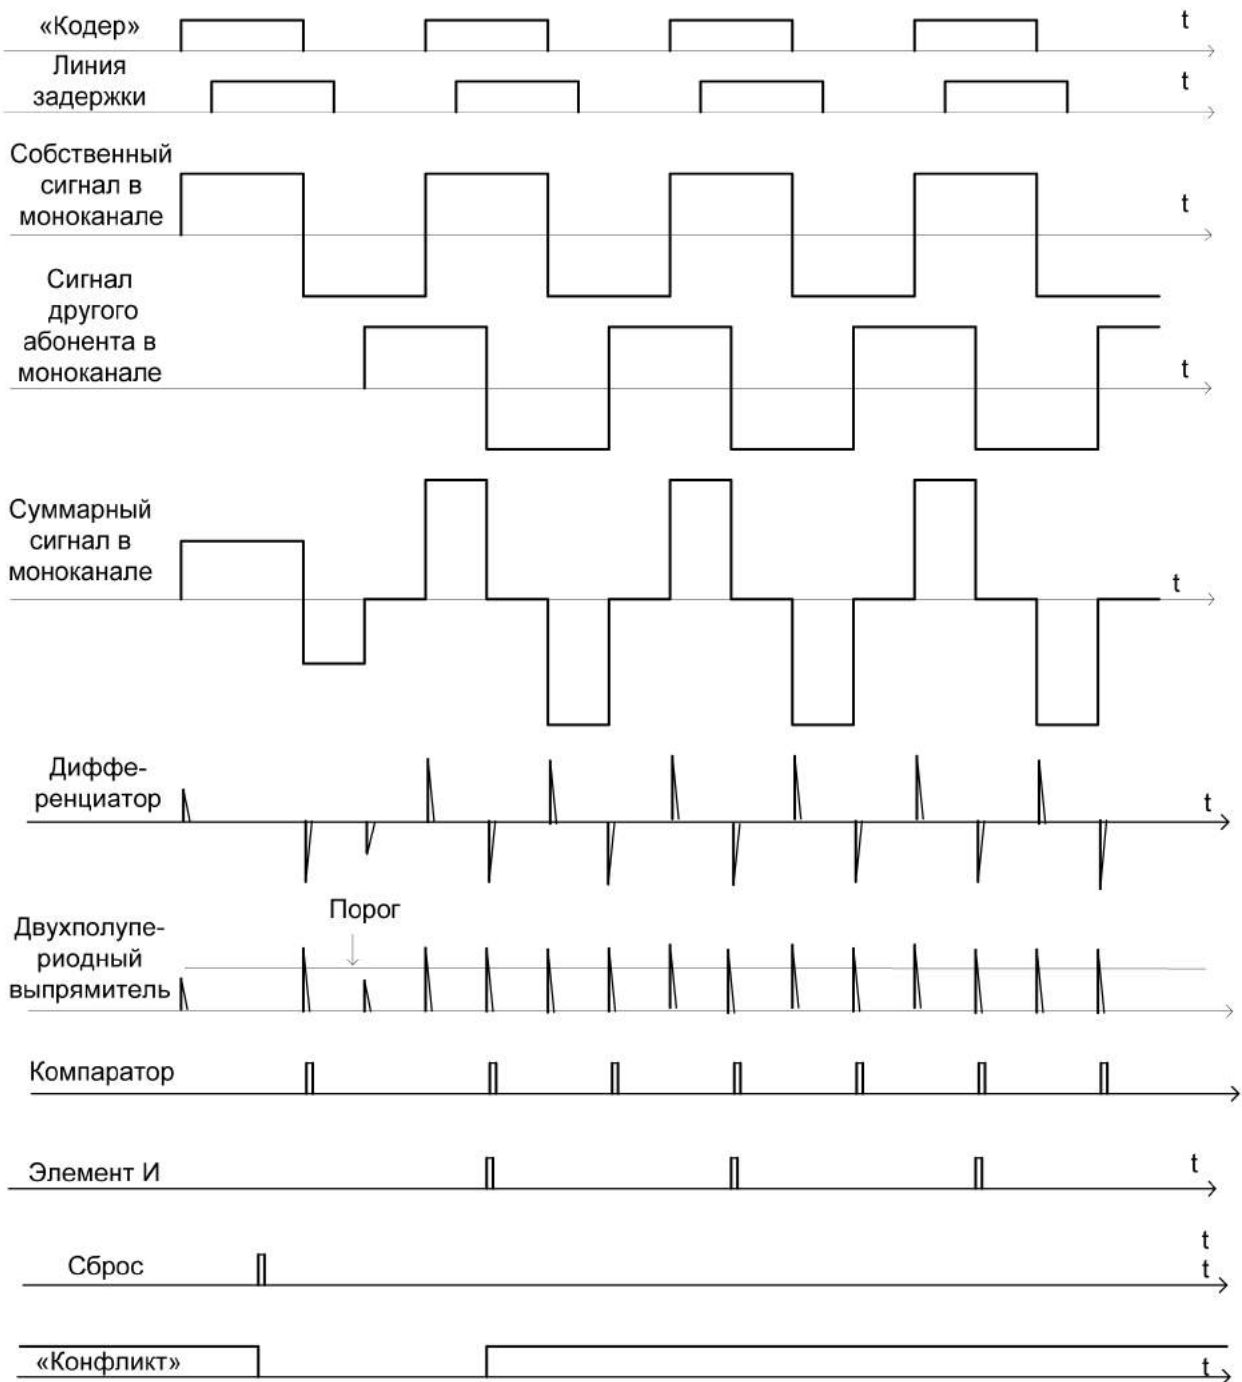 «Кодер»
t
Линия
задержки
t
Собственный
сигнал в
моноканале
t
Сигнал
другого
абонента в
моноканале
t
Суммарный
сигнал в
моноканале
t
Диффе-
ренциатор
t
Порог
Двухполупе-
риодный
выпрямитель
Компаратор
Элемент И
t
Сброс
t
t
«Конфликт»
t